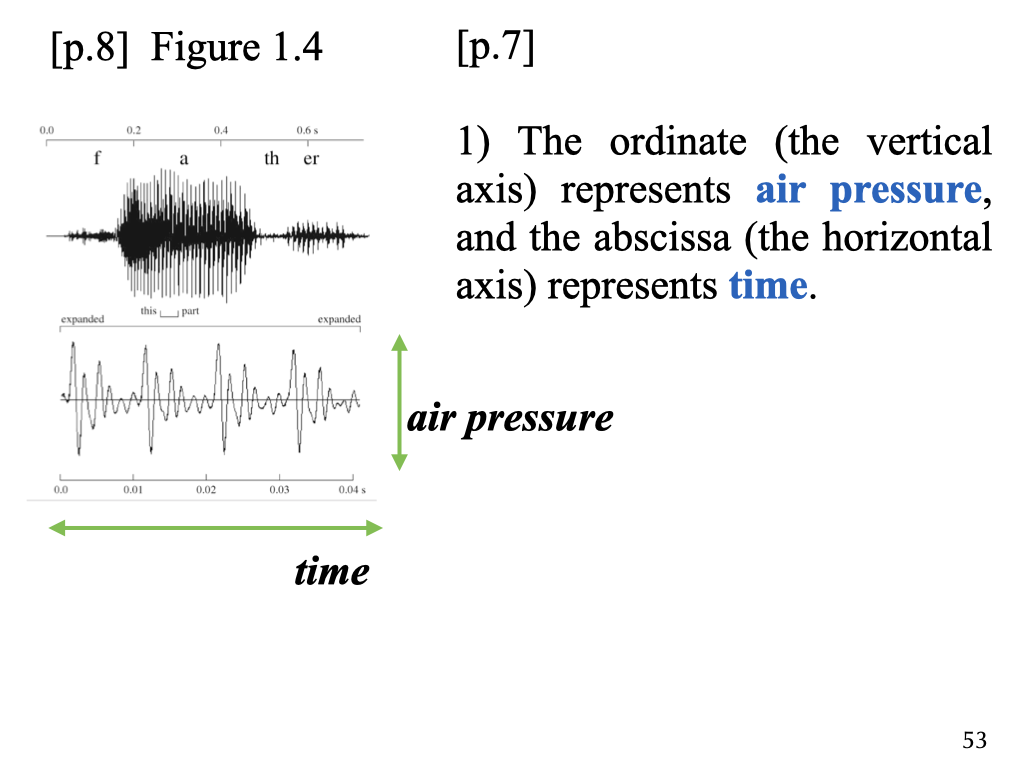 [p.8] Figure 1.4
[p.7]
0.0 0.2 0.4 0.6 s
f a th er
this part
expanded expanded
0.0 0.01 0.02 0.03 0.04 s
air pressure
time
1) The ordinate (the vertical
axis) represents air pressure,
and the abscissa (the horizontal
axis) represents time.
53